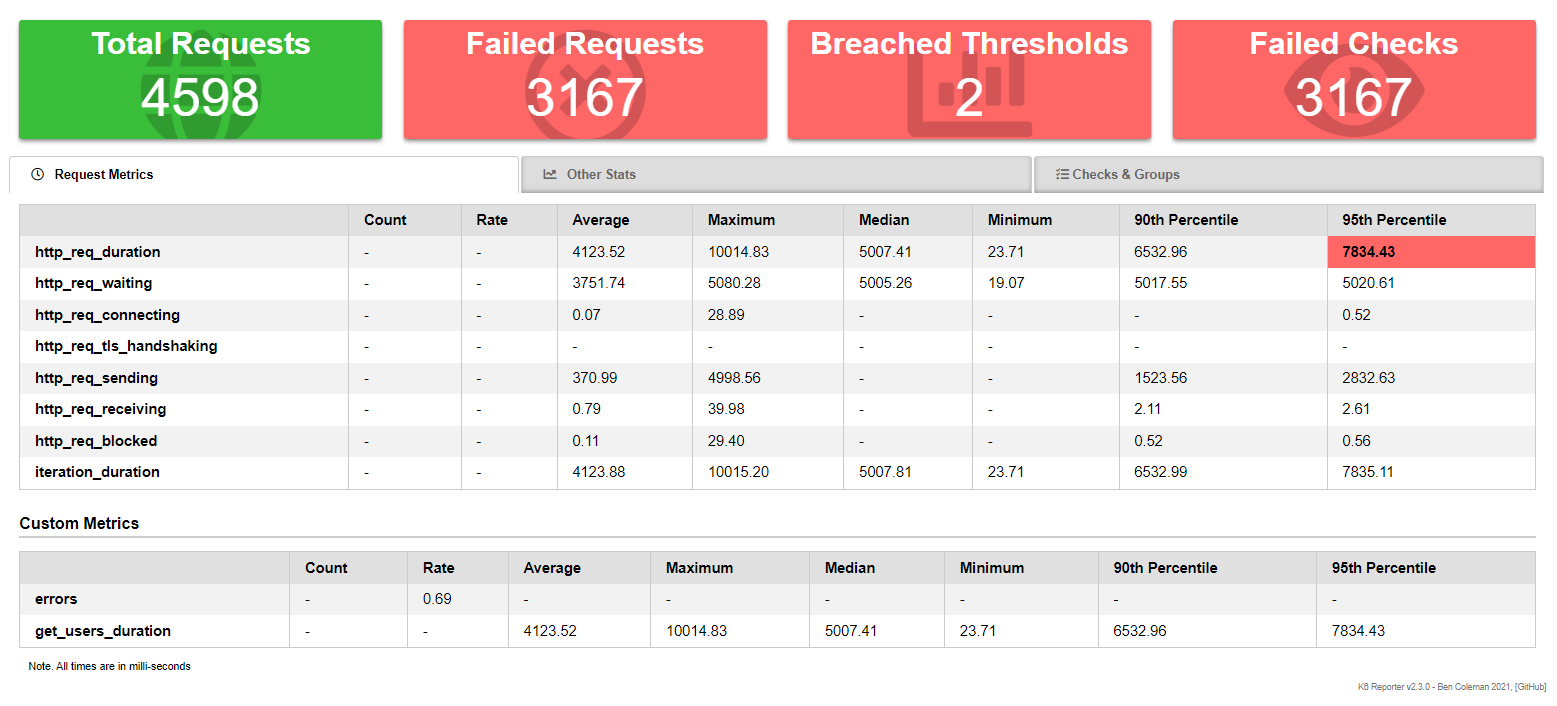 Total Requests Failed Requests Breached Thresholds Failed Checks
4598 3167 2 3167
Request Metrics Other Stats Checks & Groups
Count Rate Average Maximum Median Minimum 90th Percentile 95th Percentile
http_req_duration - - 4123.52 10014.83 5007.41 23.71 6532.96 7834.43
http_req_waiting - - 3751.74 5080.28 5005.26 19.07 5017.55 5020.61
http_req_connecting - - 0.07 28.89 - - - 0.52
http_req_tls_handshaking - - - - - - - -
http_req_sending - - 370.99 4998.56 - - 1523.56 2832.63
http_req_receiving - - 0.79 39.98 - - 2.11 2.61
http_req_blocked - - 0.11 29.40 - - 0.52 0.56
iteration_duration - - 4123.88 10015.20 5007.81 23.71 6532.99 7835.11
Custom Metrics
Count Rate Average Maximum Median Minimum 90th Percentile 95th Percentile
errors - 0.69 - - - - - -
get_users_duration - - 4123.52 10014.83 5007.41 23.71 6532.96 7834.43
Note. All times are in milli-seconds
K6 Reporter v2.3.0 - Ben Coleman 2021, [GitHub]